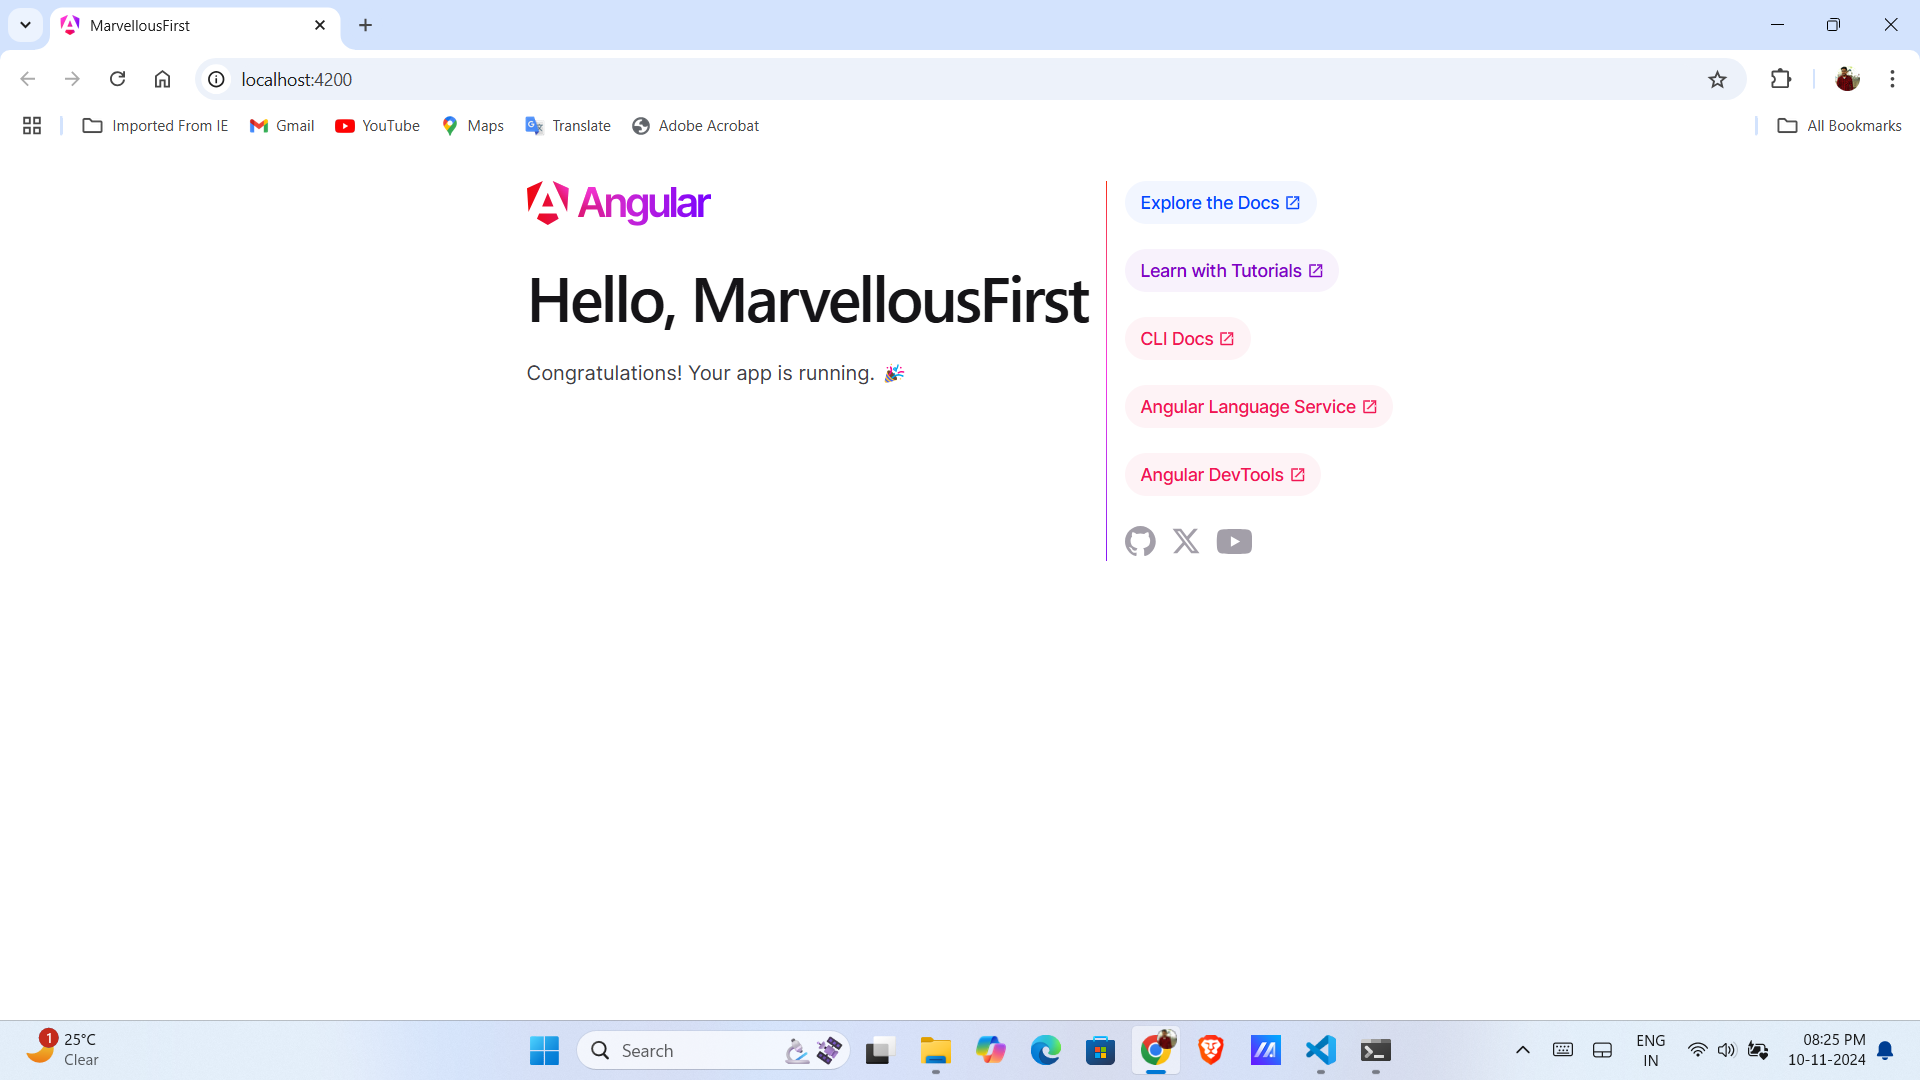 MarvellousFirst
localhost:4200
Imported From IE
Gmail
YouTube
Maps
Translate
Adobe Acrobat
All Bookmarks
Angular
Hello, MarvellousFirst
Congratulations! Your app is running. 🎉
Explore the Docs
Learn with Tutorials
CLI Docs
Angular Language Service
Angular DevTools
1
25°C
Clear
Search
ENG
IN
08:25 PM
10-11-2024